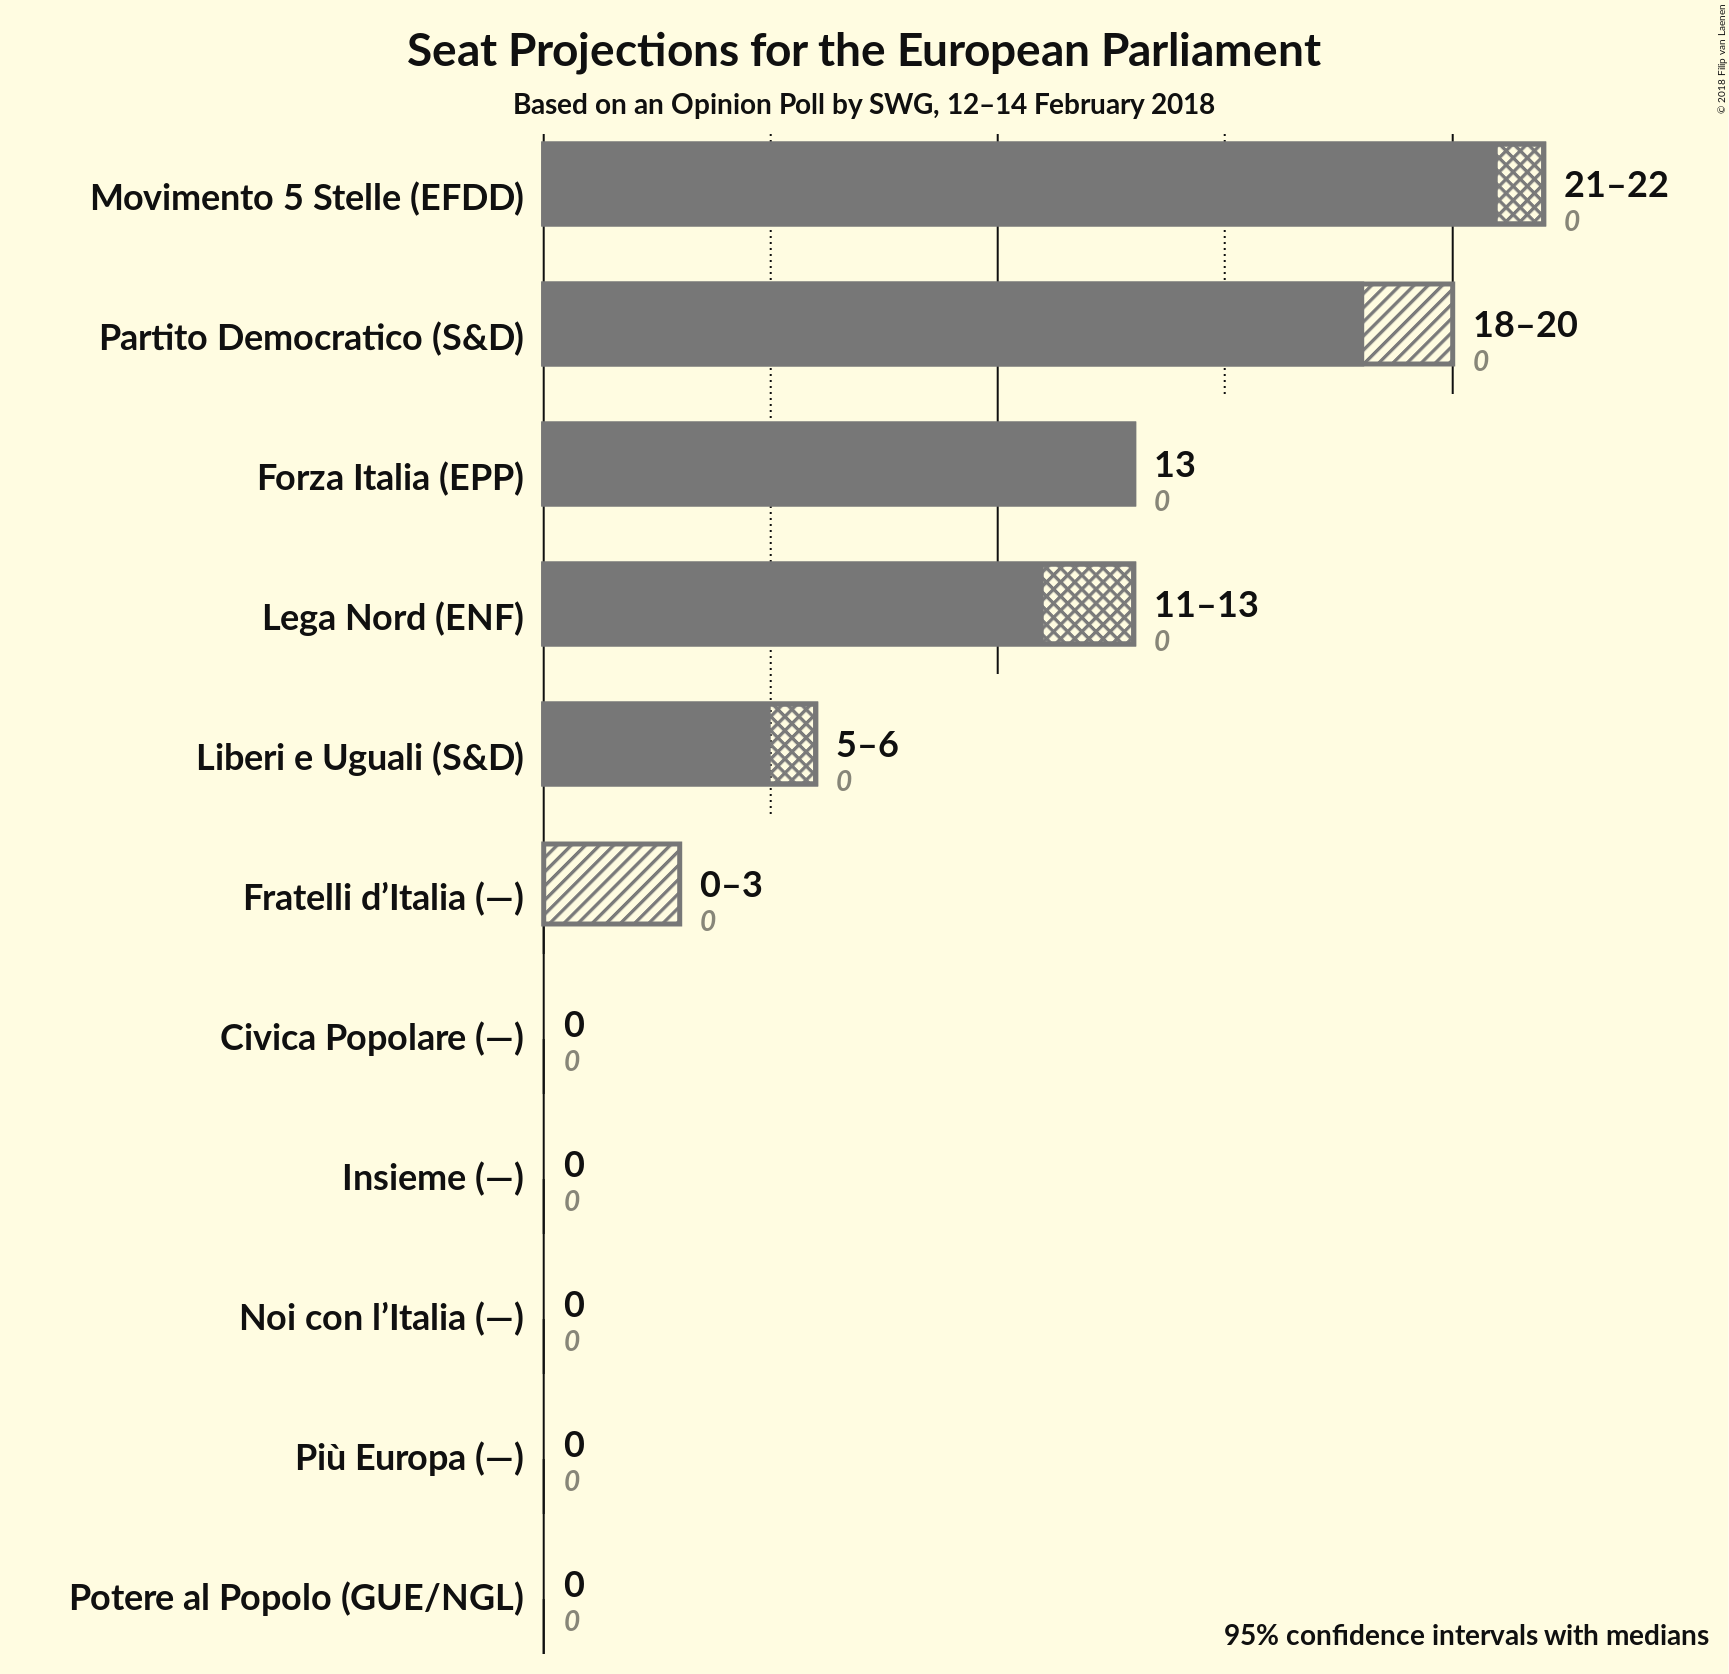 Seat Projections for the European Parliament
Based on an Opinion Poll by SWG, 12–14 February 2018
© 2018 Filip van Laenen
Movimento 5 Stelle (EFDD)
21–22
0
Partito Democratico (S&D)
18–20
0
Forza Italia (EPP)
13
0
Lega Nord (ENF)
11–13
0
Liberi e Uguali (S&D)
5–6
0
Fratelli d’Italia (—)
0–3
0
Civica Popolare (—)
0
0
Insieme (—)
0
0
Noi con l’Italia (—)
0
0
Più Europa (—)
0
0
Potere al Popolo (GUE/NGL)
0
0
95% confidence intervals with medians